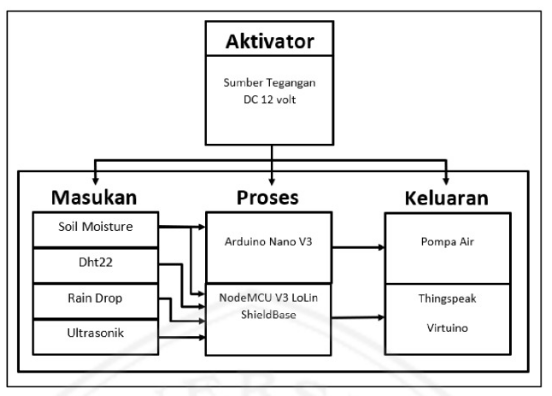 Aktivator
Sumber Tegangan
DC 12 volt
Masukan
Soil Moisture
Dht22
Rain Drop
Ultrasonik
Proses
Arduino Nano V3
NodeMCU V3 LoLin
ShieldBase
Keluaran
Pompa Air
Thingspeak
Virtuino